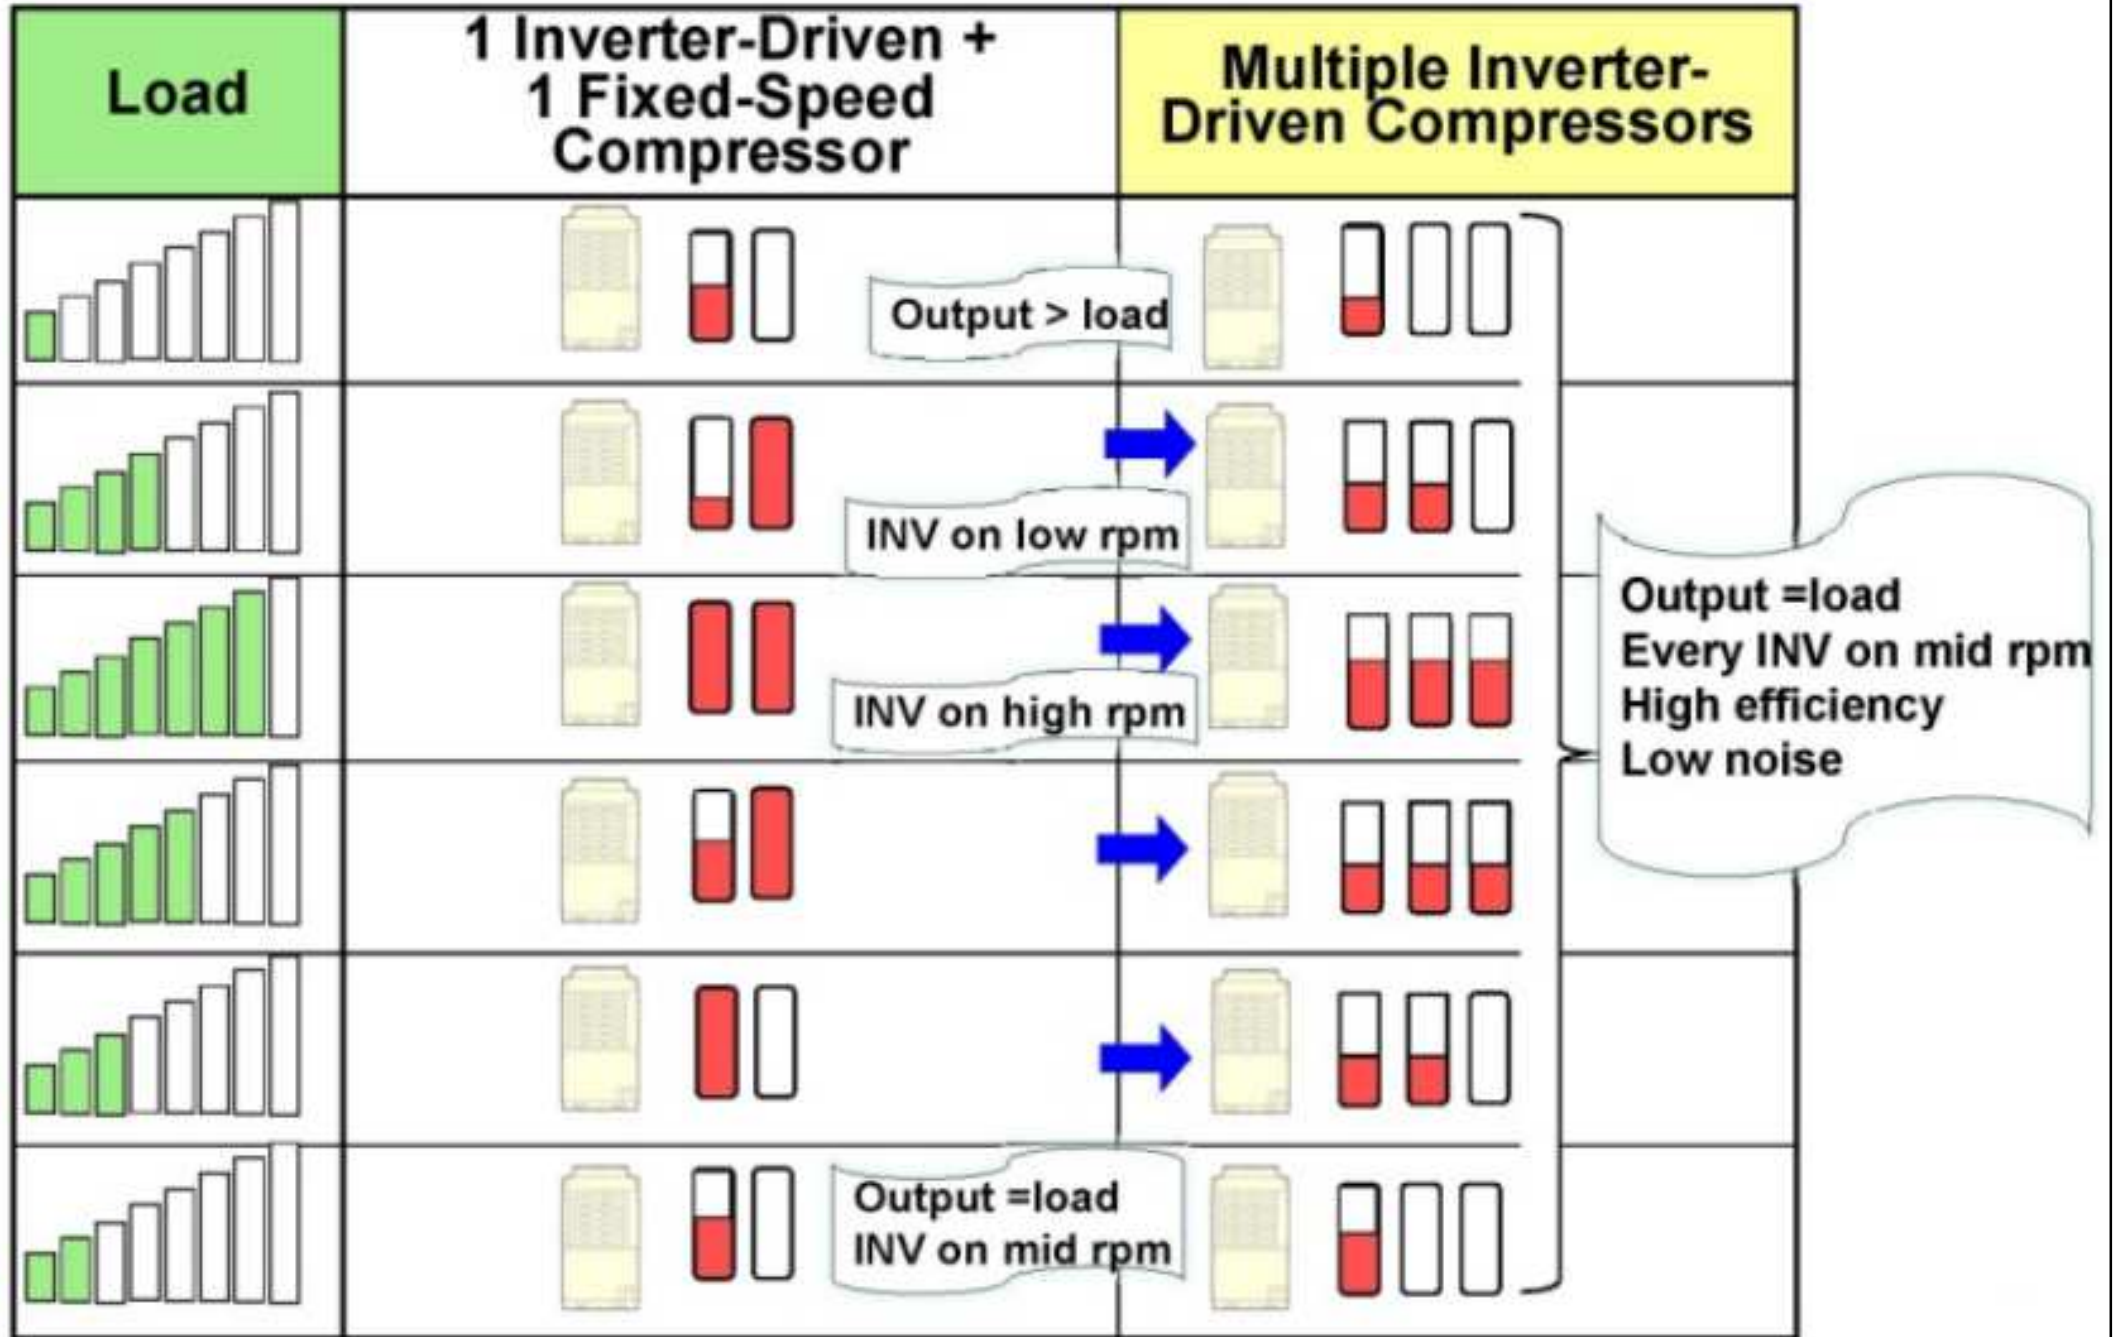 Load
1 Inverter-Driven +
1 Fixed-Speed
Compressor
Multiple Inverter-
Driven Compressors
Output > load
INV on low rpm
INV on high rpm
Output =load
INV on mid rpm
Output =load
Every INV on mid rpm
High efficiency
Low noise